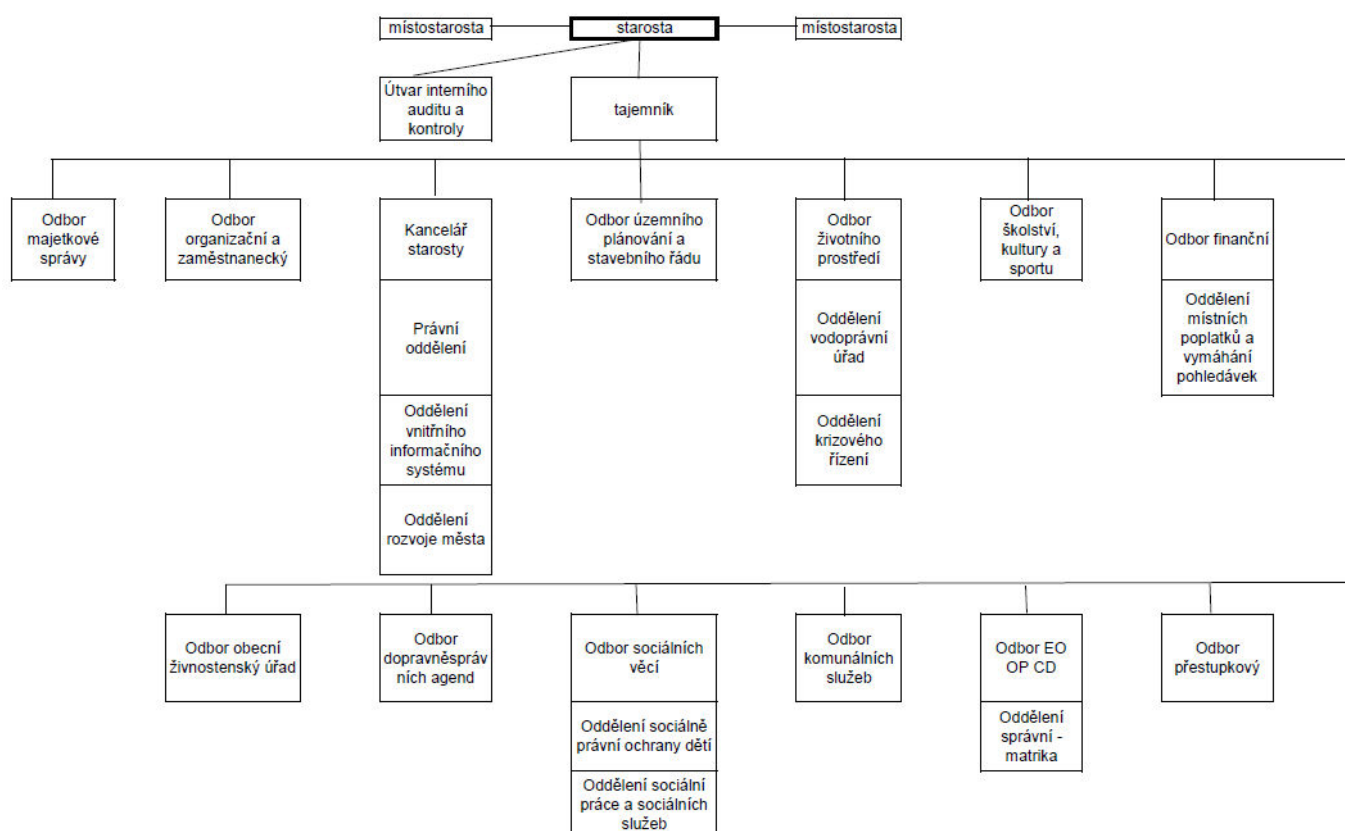 místostarosta
starosta
místostarosta
Útvar interního
auditu a
kontroly
tajemník
Odbor
majetkové
správy
Odbor
organizační a
zaměstnanecký
Kancelář
starosty
Odbor územního
plánování a
stavebního řádu
Odbor
životního
prostředí
Odbor
školství,
kultury a
sportu
Odbor finanční
Právní
oddělení
Oddělení
vodoprávní
úřad
Oddělení
místních
poplatků a
vymáhání
pohledávek
Oddělení
vnitřního
informačního
systému
Oddělení
krizového
řízení
Oddělení
rozvoje města
Odbor obecní
živnostenský úřad
Odbor
dopravněspráv
ních agend
Odbor sociálních
věcí
Odbor
komunálních
služeb
Odbor EO
OP CD
Odbor
přestupkový
Oddělení sociálně
právní ochrany dětí
Oddělení
správní -
matrika
Oddělení sociální
práce a sociálních
služeb